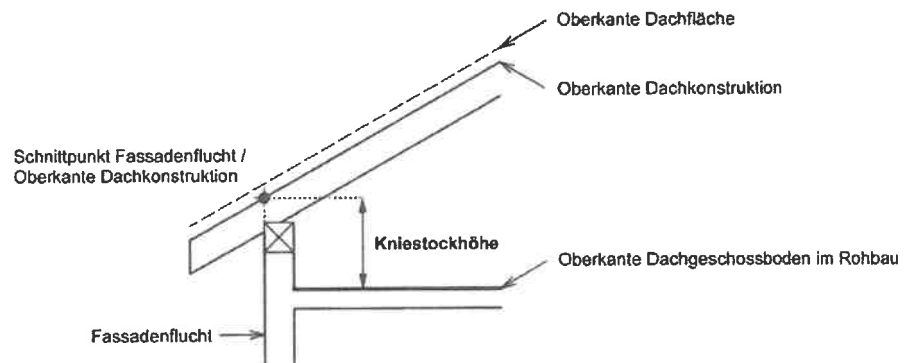 Oberkante Dachfläche
Oberkante Dachkonstruktion
Schnittpunkt Fassadenflucht /
Oberkante Dachkonstruktion
Kniestockhöhe
Oberkante Dachgeschossboden im Rohbau
Fassadenflucht